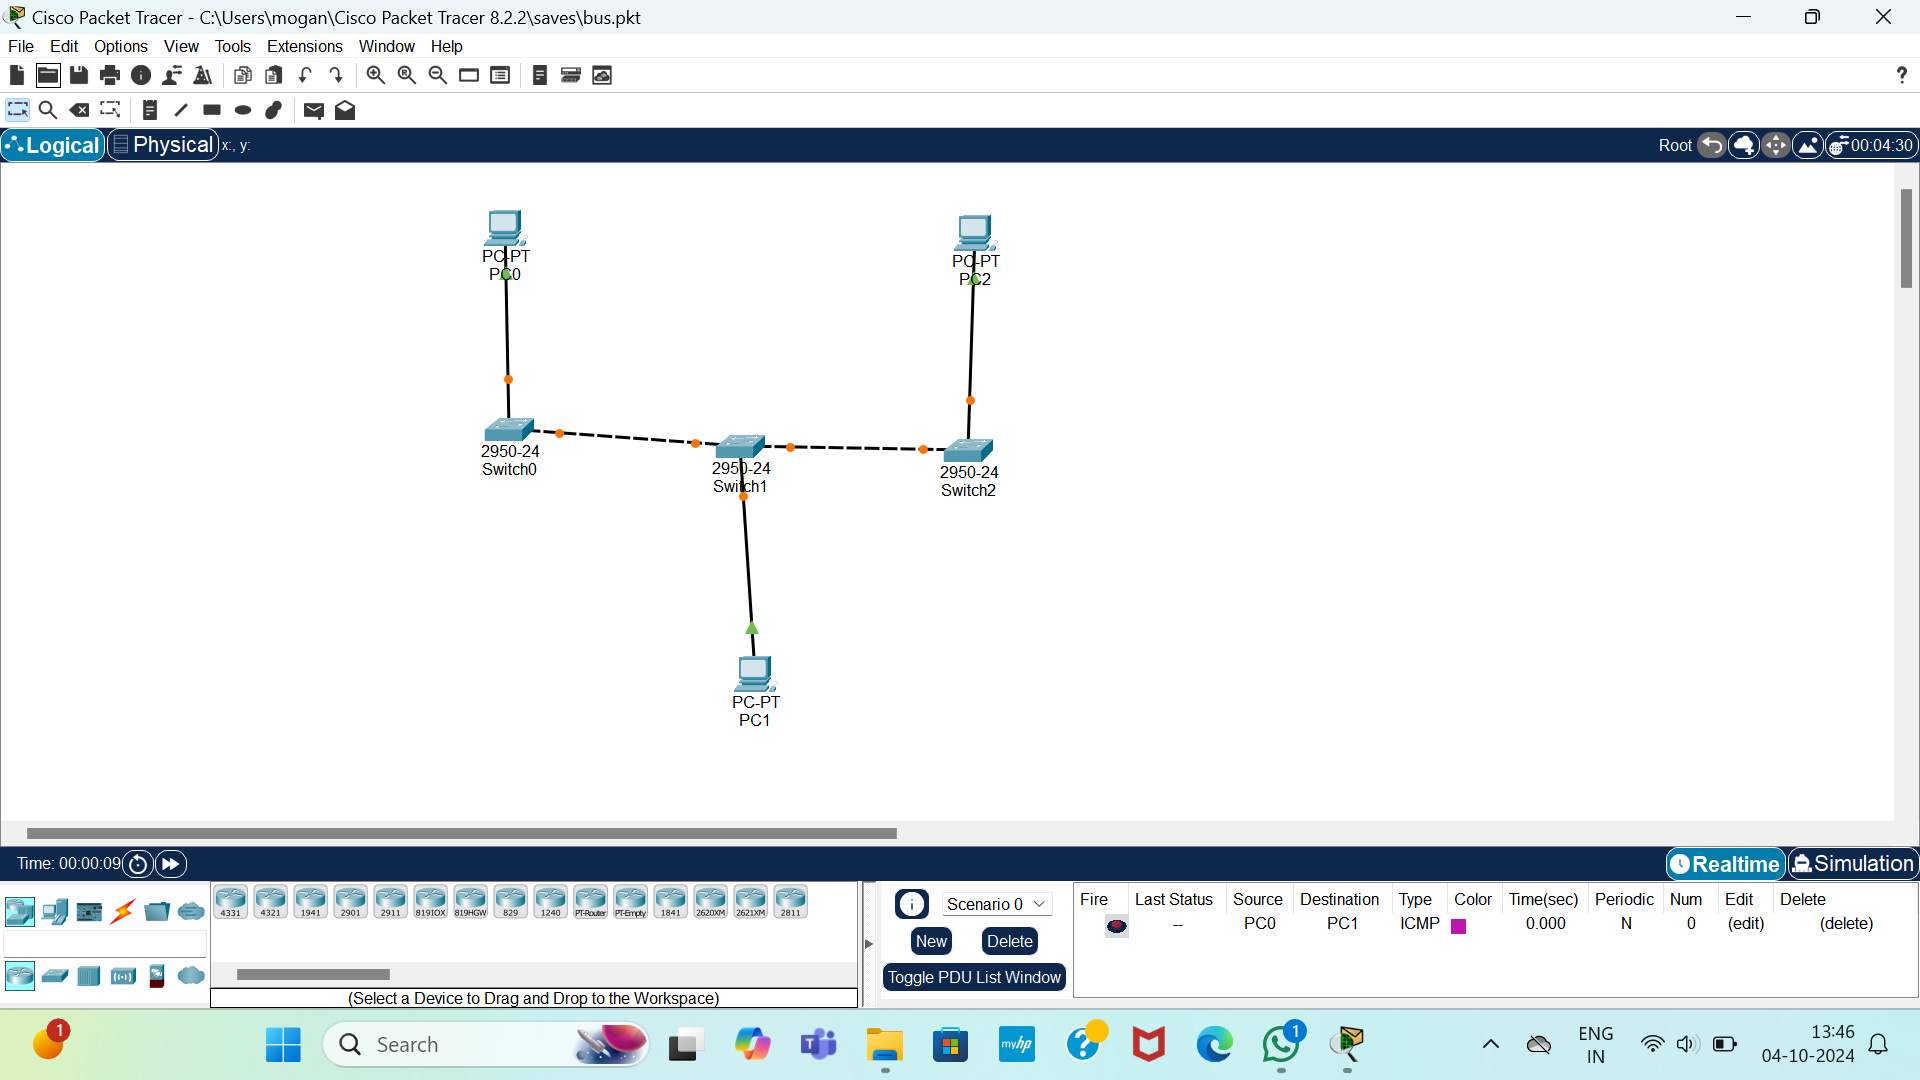 Cisco Packet Tracer - C:\Users\mogan\Cisco Packet Tracer 8.2.2\saves\bus.pkt
File Edit Options View Tools Extensions Window Help
?
Logical Physical x:, y: Root 00:04:30
PC-PT
PC0
PC-PT
PC2
2950-24
Switch0
2950-24
Switch1
2950-24
Switch2
PC-PT
PC1
Time: 00:00:09 Realtime Simulation
4331 4321 1941 2901 2911 819IOX 819HGW 829 1240 PT-Router PT-Empty 1841 2620XM 2621XM 2811
(Select a Device to Drag and Drop to the Workspace)
Scenario 0
New Delete
Toggle PDU List Window
Fire Last Status Source Destination Type Color Time(sec) Periodic Num Edit Delete
-- PC0 PC1 ICMP 0.000 N 0 (edit) (delete)
1
Search
myhp
1
ENG
IN
13:46
04-10-2024